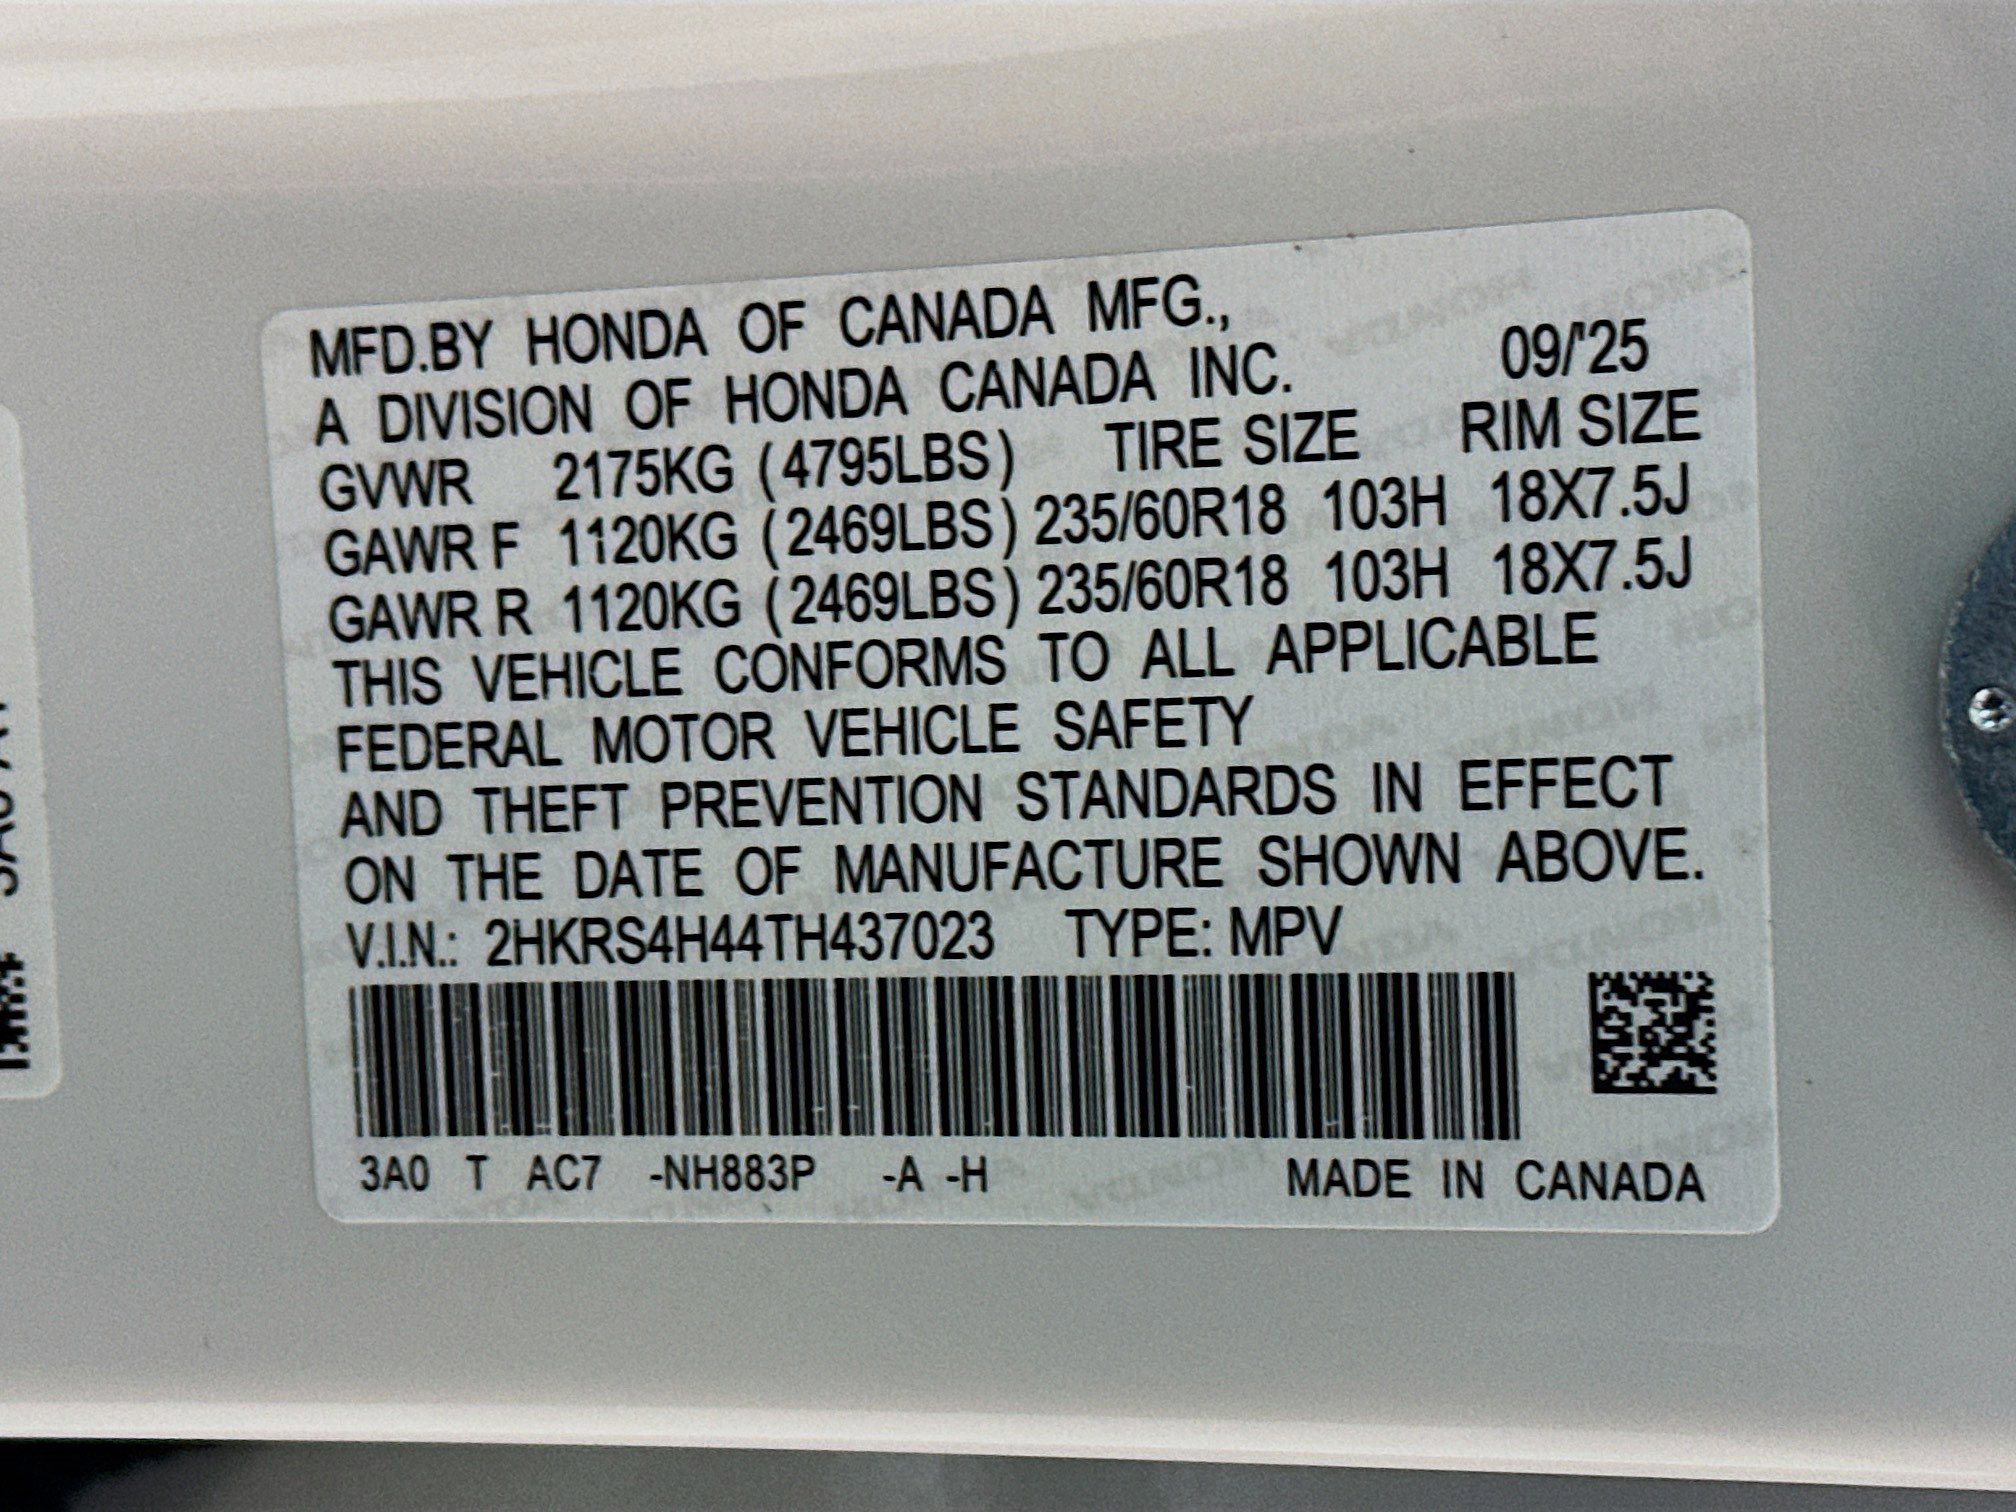 MFD.BY HONDA OF CANADA MFG.,
A DIVISION OF HONDA CANADA INC. 09/'25
GVWR 2175KG (4795LBS) TIRE SIZE RIM SIZE
GAWR F 1120KG (2469LBS) 235/60R18 103H 18X7.5J
GAWR R 1120KG (2469LBS) 235/60R18 103H 18X7.5J
THIS VEHICLE CONFORMS TO ALL APPLICABLE
FEDERAL MOTOR VEHICLE SAFETY
AND THEFT PREVENTION STANDARDS IN EFFECT
ON THE DATE OF MANUFACTURE SHOWN ABOVE.
V.I.N.: 2HKRS4H44TH437023 TYPE: MPV
3A0 T AC7 -NH883P -A -H MADE IN CANADA